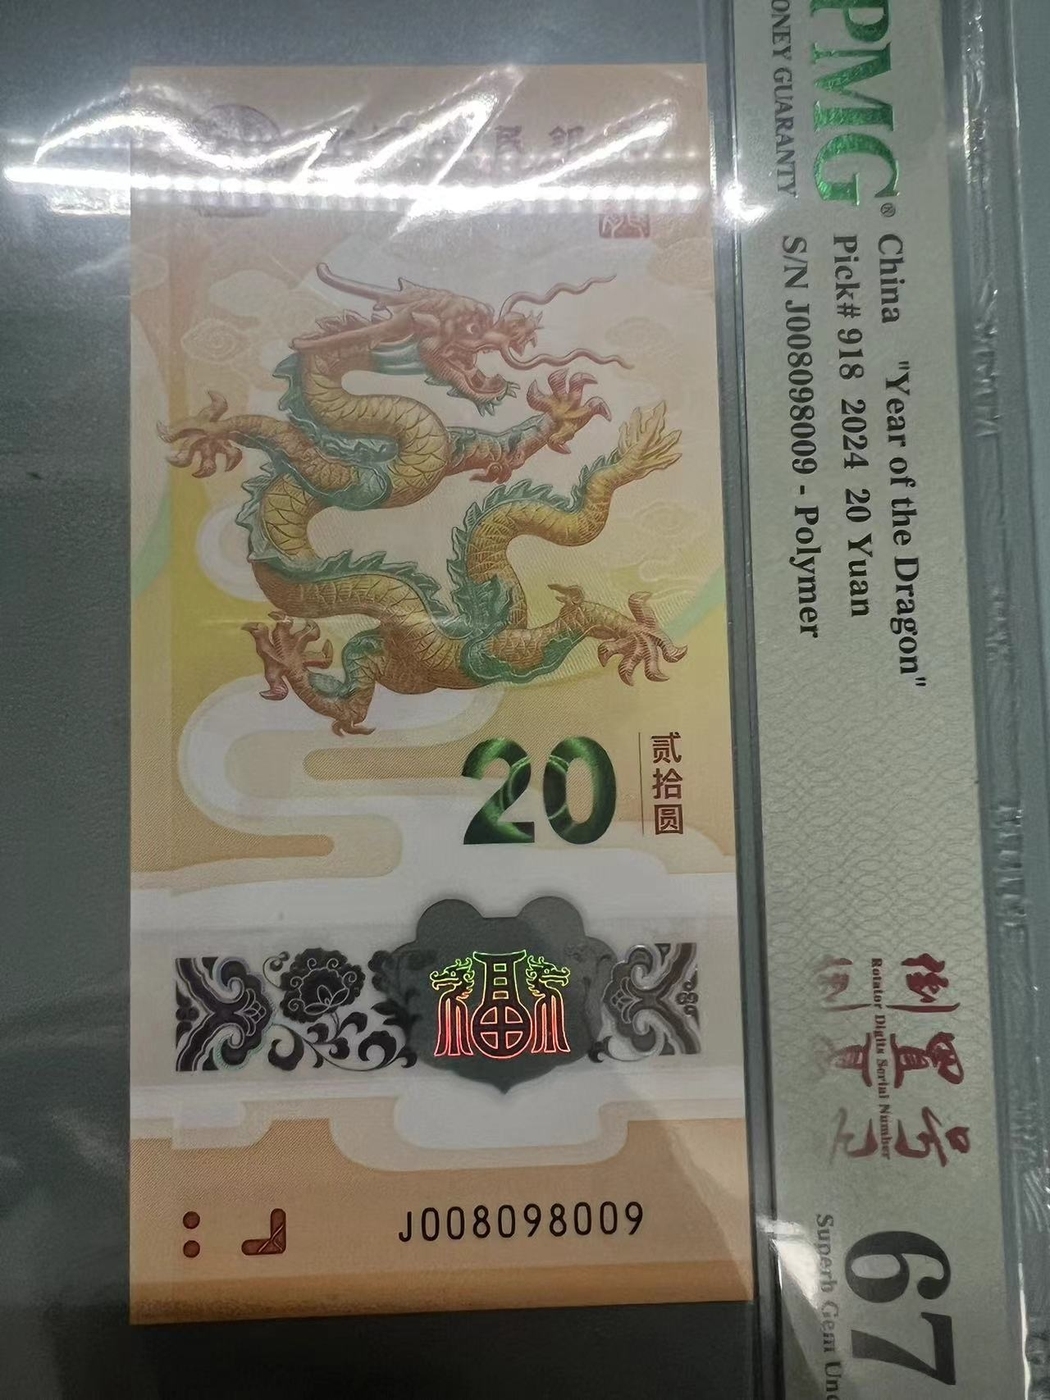 贰拾圆
20
J008098009
PMG
ONEY GUARANTY
®
China "Year of the Dragon"
Pick# 918 2024 20 Yuan
S/N J008098009 - Polymer
Rotator Digits Serial Number
67
Superb Gem Unc